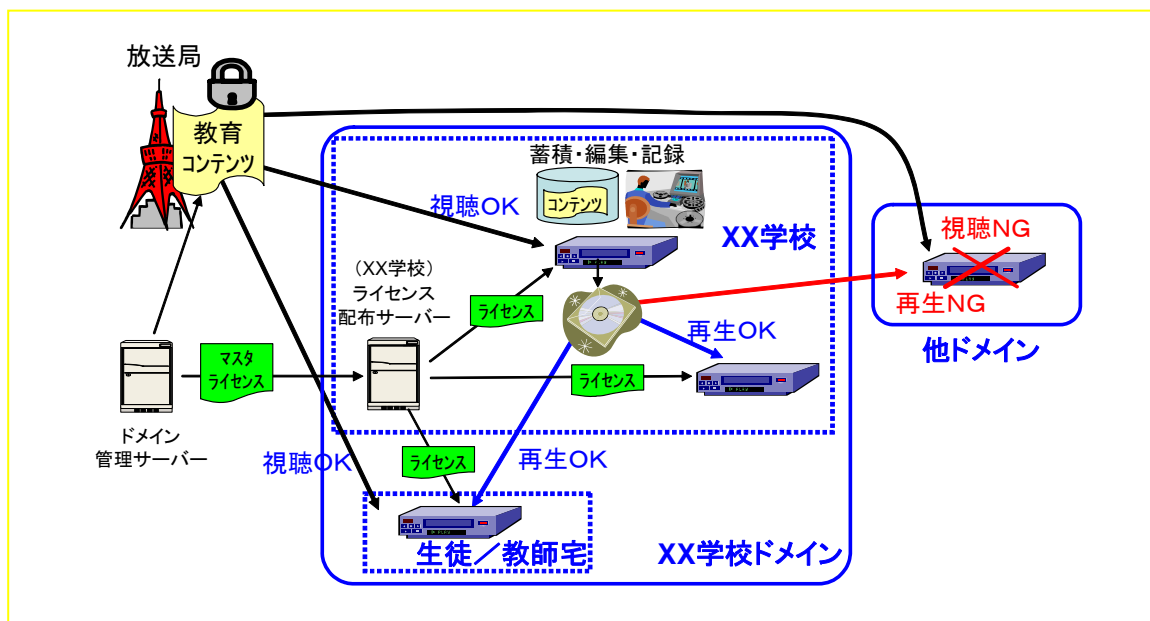 放送局
教育
コンテンツ
蓄積・編集・記録
コンテンツ
視聴OK
XX学校
視聴NG
再生NG
他ドメイン
（XX学校）
ライセンス
配布サーバー
ライセンス
再生OK
マスタ
ライセンス
ライセンス
ドメイン
管理サーバー
視聴OK
ライセンス
再生OK
生徒／教師宅
XX学校ドメイン